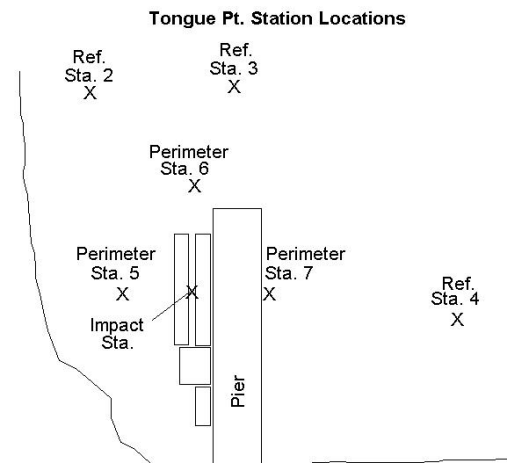 Tongue Pt. Station Locations
Ref.
Sta. 2
X
Ref.
Sta. 3
X
Perimeter
Sta. 6
X
Perimeter
Sta. 5
X
X
Perimeter
Sta. 7
X
Ref.
Sta. 4
X
Impact
Sta.
Pier